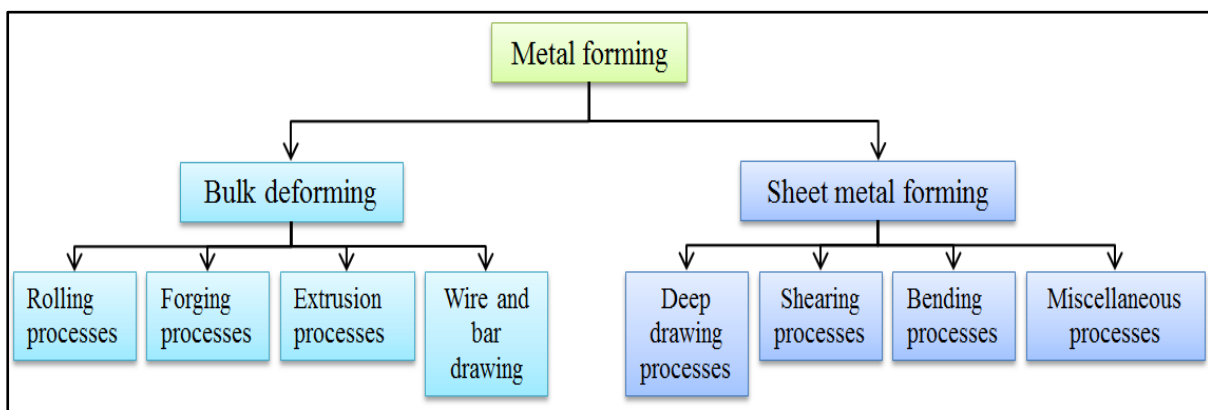 Metal forming
Bulk deforming
Sheet metal forming
Rolling
processes
Forging
processes
Extrusion
processes
Wire and
bar
drawing
Deep
drawing
processes
Shearing
processes
Bending
processes
Miscellaneous
processes